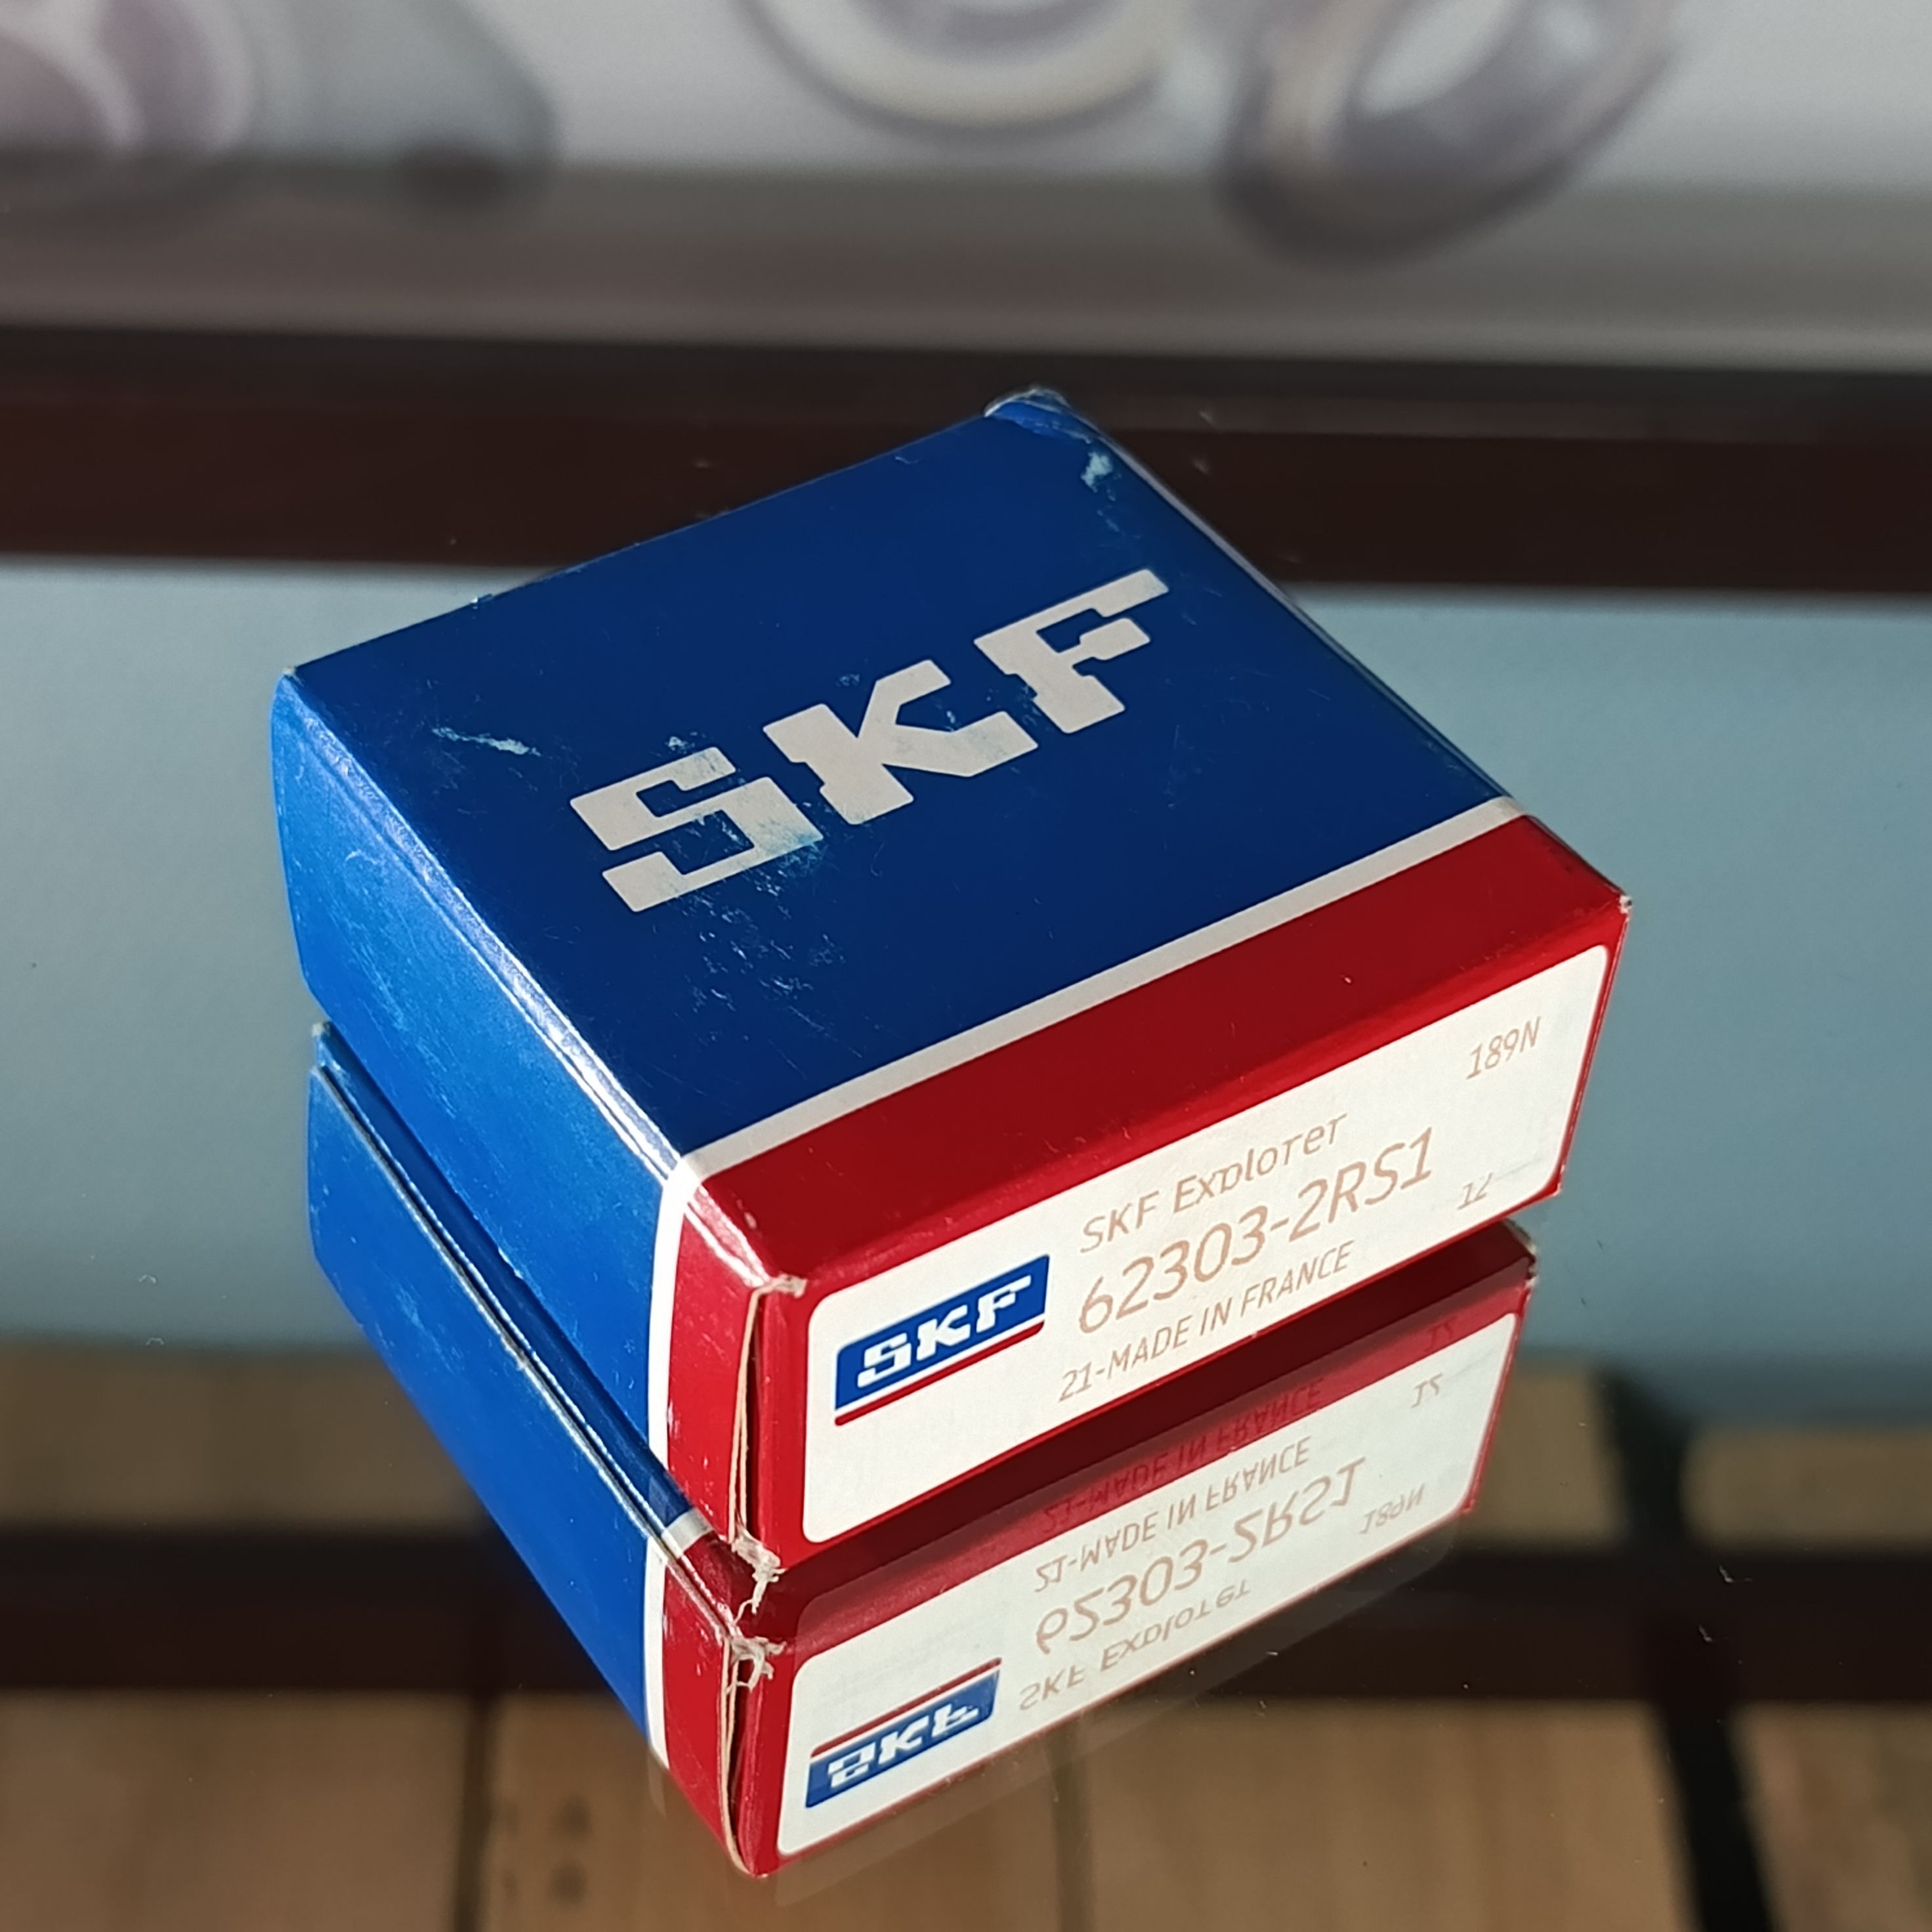 SKF
189N
SKF Explorer
62303-2RS1
12
SKF
21-MADE IN FRANCE